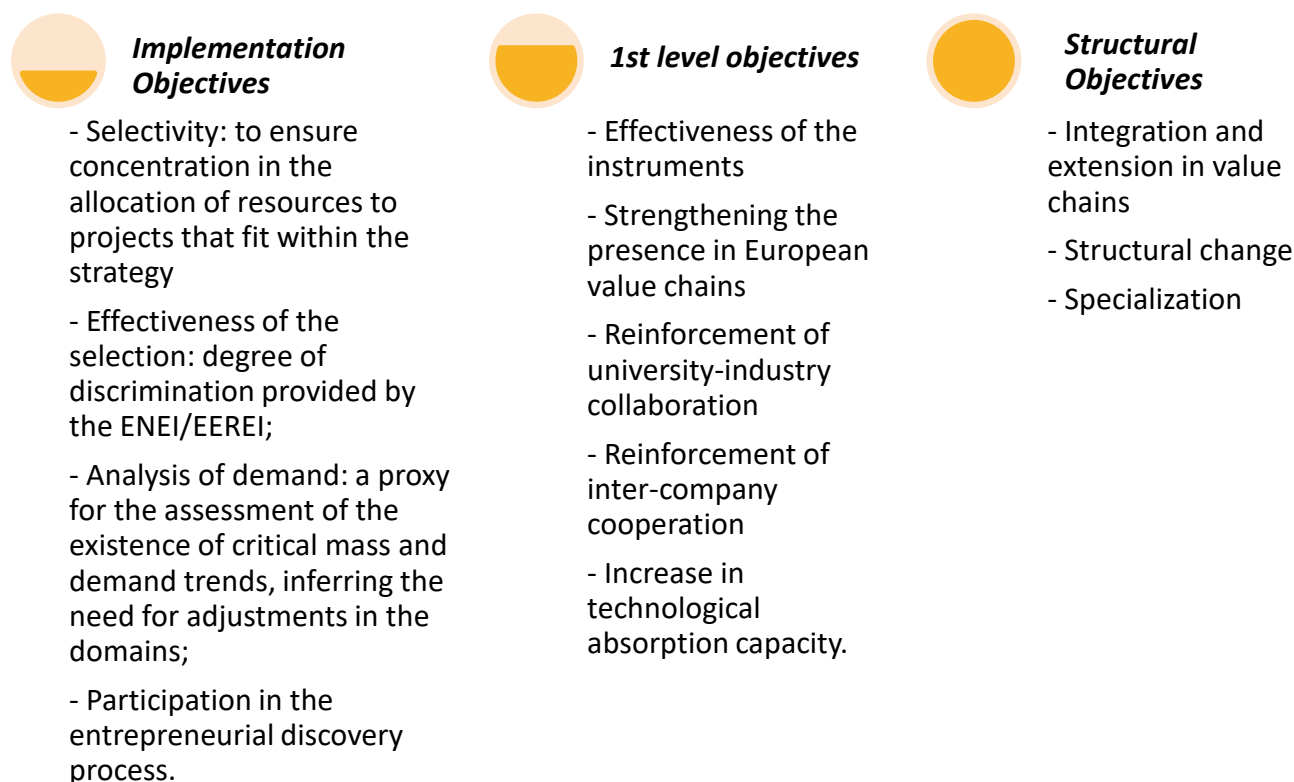 Implementation
Objectives
- Selectivity: to ensure
concentration in the
allocation of resources to
projects that fit within the
strategy
- Effectiveness of the
selection: degree of
discrimination provided by
the ENEI/EEREI;
- Analysis of demand: a proxy
for the assessment of the
existence of critical mass and
demand trends, inferring the
need for adjustments in the
domains;
- Participation in the
entrepreneurial discovery
process.
1st level objectives
- Effectiveness of the
instruments
- Strengthening the
presence in European
value chains
- Reinforcement of
university-industry
collaboration
- Reinforcement of
inter-company
cooperation
- Increase in
technological
absorption capacity.
Structural
Objectives
- Integration and
extension in value
chains
- Structural change
- Specialization